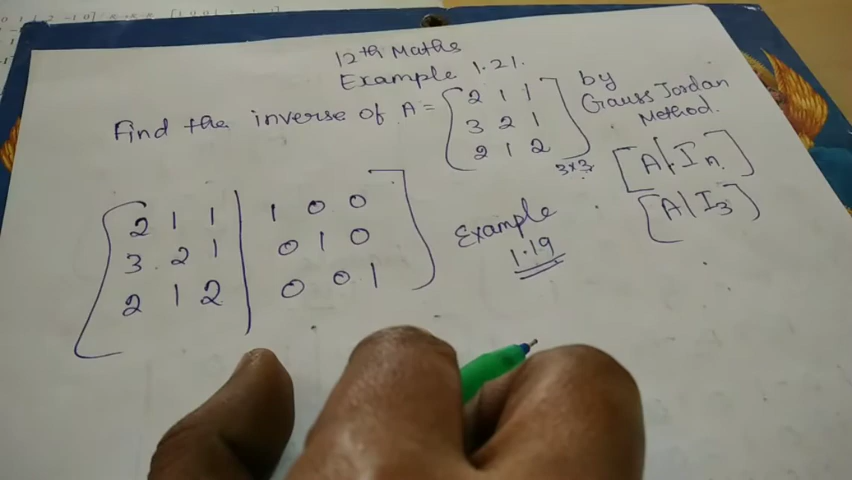 12th Maths
Example 1.21.
Find the inverse of A = [2 1 1
3 2 1
2 1 2] 3×3
by
Gauss Jordan
Method.
[A|In]
[A|I3]
2 1 1 | 1 0 0
3 2 1 | 0 1 0
2 1 2 | 0 0 1
Example
1.19